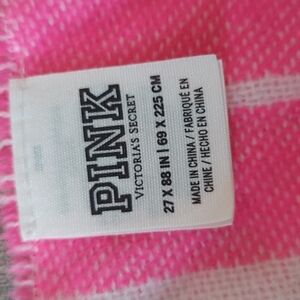 PINK
VICTORIA'S SECRET
27 X 88 IN | 69 X 225 CM
MADE IN CHINA / FABRIQUÉ EN
CHINE / HECHO EN CHINA